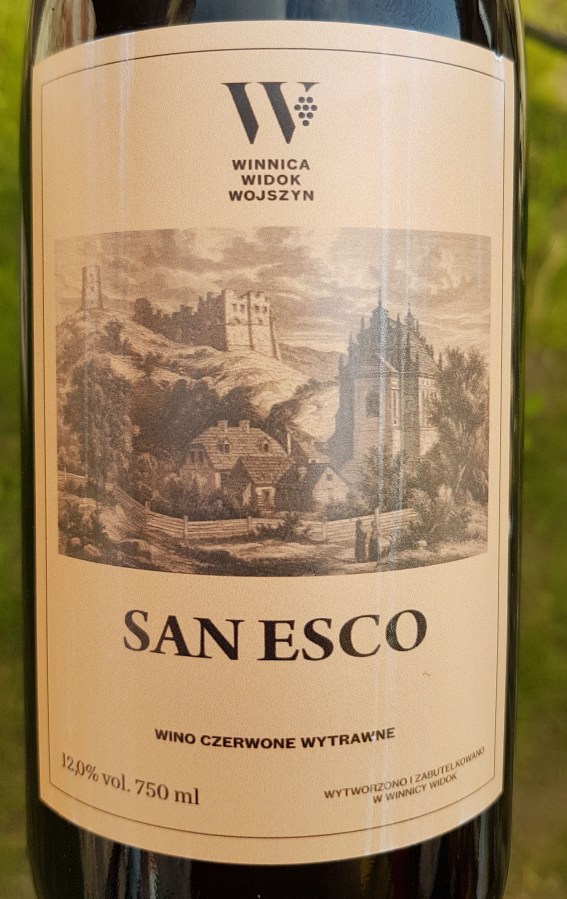 W
WINNICA
WIDOK
WOJSZYN
SAN ESCO
WINO CZERWONE WYTRAWNE
12,0% vol. 750 ml
WYTWORZONO I ZABUTELKOWANO
W WINNICY WIDOK